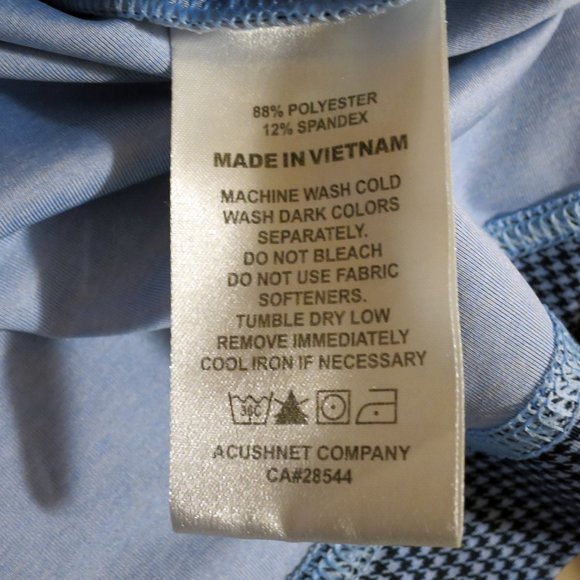 88% POLYESTER
12% SPANDEX
MADE IN VIETNAM
MACHINE WASH COLD
WASH DARK COLORS
SEPARATELY.
DO NOT BLEACH
DO NOT USE FABRIC
SOFTENERS.
TUMBLE DRY LOW
REMOVE IMMEDIATELY
COOL IRON IF NECESSARY
30C
ACUSHNET COMPANY
CA#28544